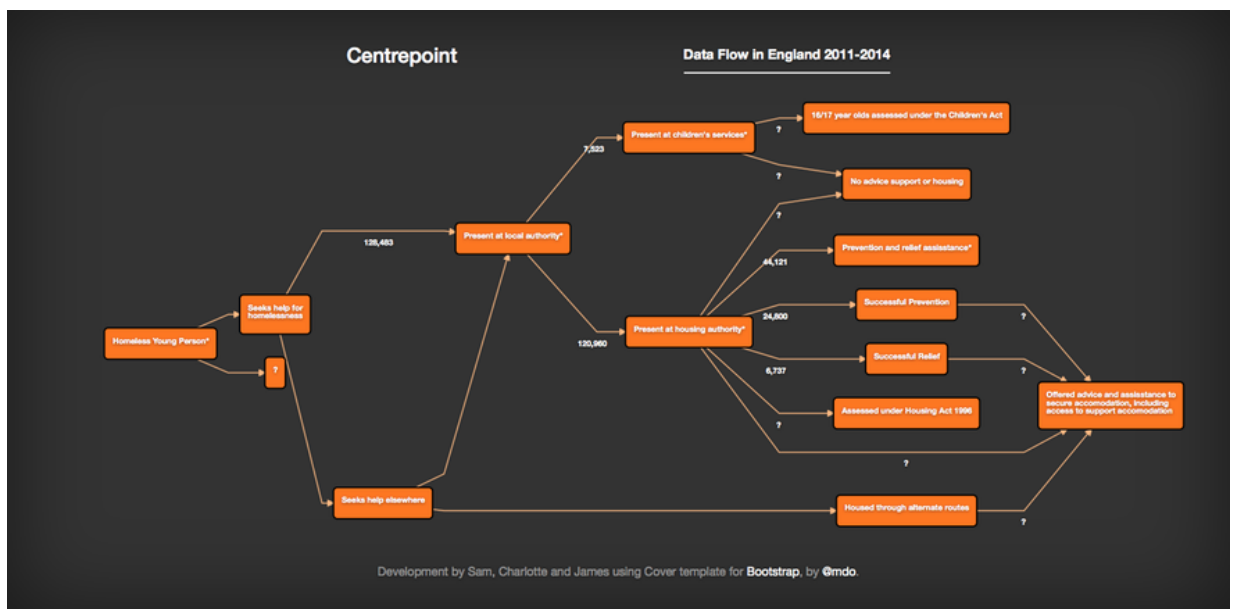 Centrepoint
Data Flow in England 2011-2014
16/17 year olds assessed under the Children's Act
?
Present at children's services*
7,523
?
No advice support or housing
?
Present at local authority*
128,483
Prevention and relief assisstance*
44,121
Seeks help for
homelessness
Successful Prevention
24,800
?
Present at housing authority*
120,960
Homeless Young Person*
?
Successful Relief
6,737
?
Offered advice and assisstance to
secure accomodation, including
access to support accomodation
Assessed under Housing Act 1996
?
?
Seeks help elsewhere
Housed through alternate routes
?
Development by Sam, Charlotte and James using Cover template for Bootstrap, by @mdo.